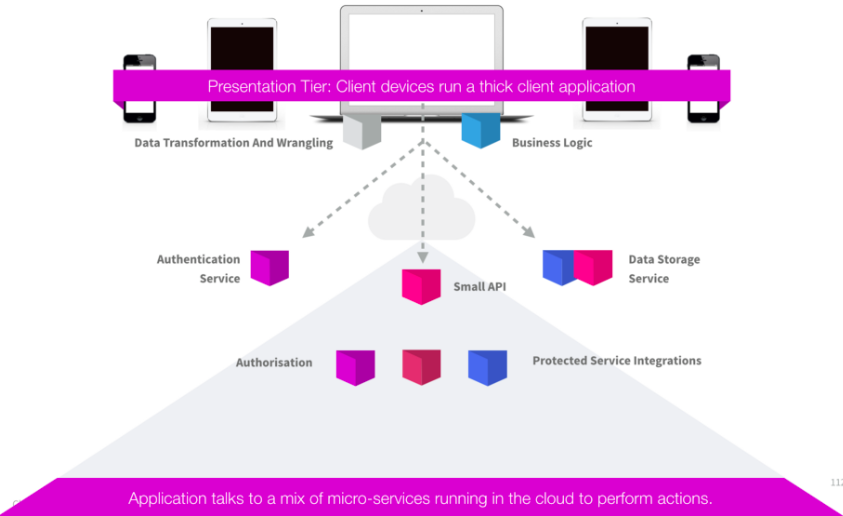 Presentation Tier: Client devices run a thick client application
Data Transformation And Wrangling
Business Logic
Authentication
Service
Data Storage
Service
Small API
Authorisation
Protected Service Integrations
112
Application talks to a mix of micro-services running in the cloud to perform actions.